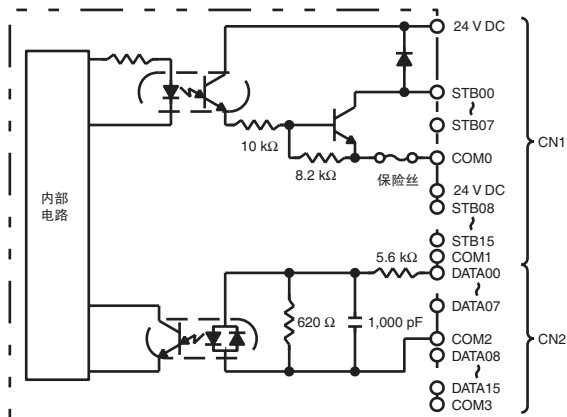 24 V DC
STB00
~
STB07
COM0
24 V DC
STB08
~
STB15
COM1
DATA00
~
DATA07
COM2
DATA08
~
DATA15
COM3
CN1
CN2
内部
电路
10 kΩ
8.2 kΩ
保险丝
5.6 kΩ
620 Ω
1,000 pF